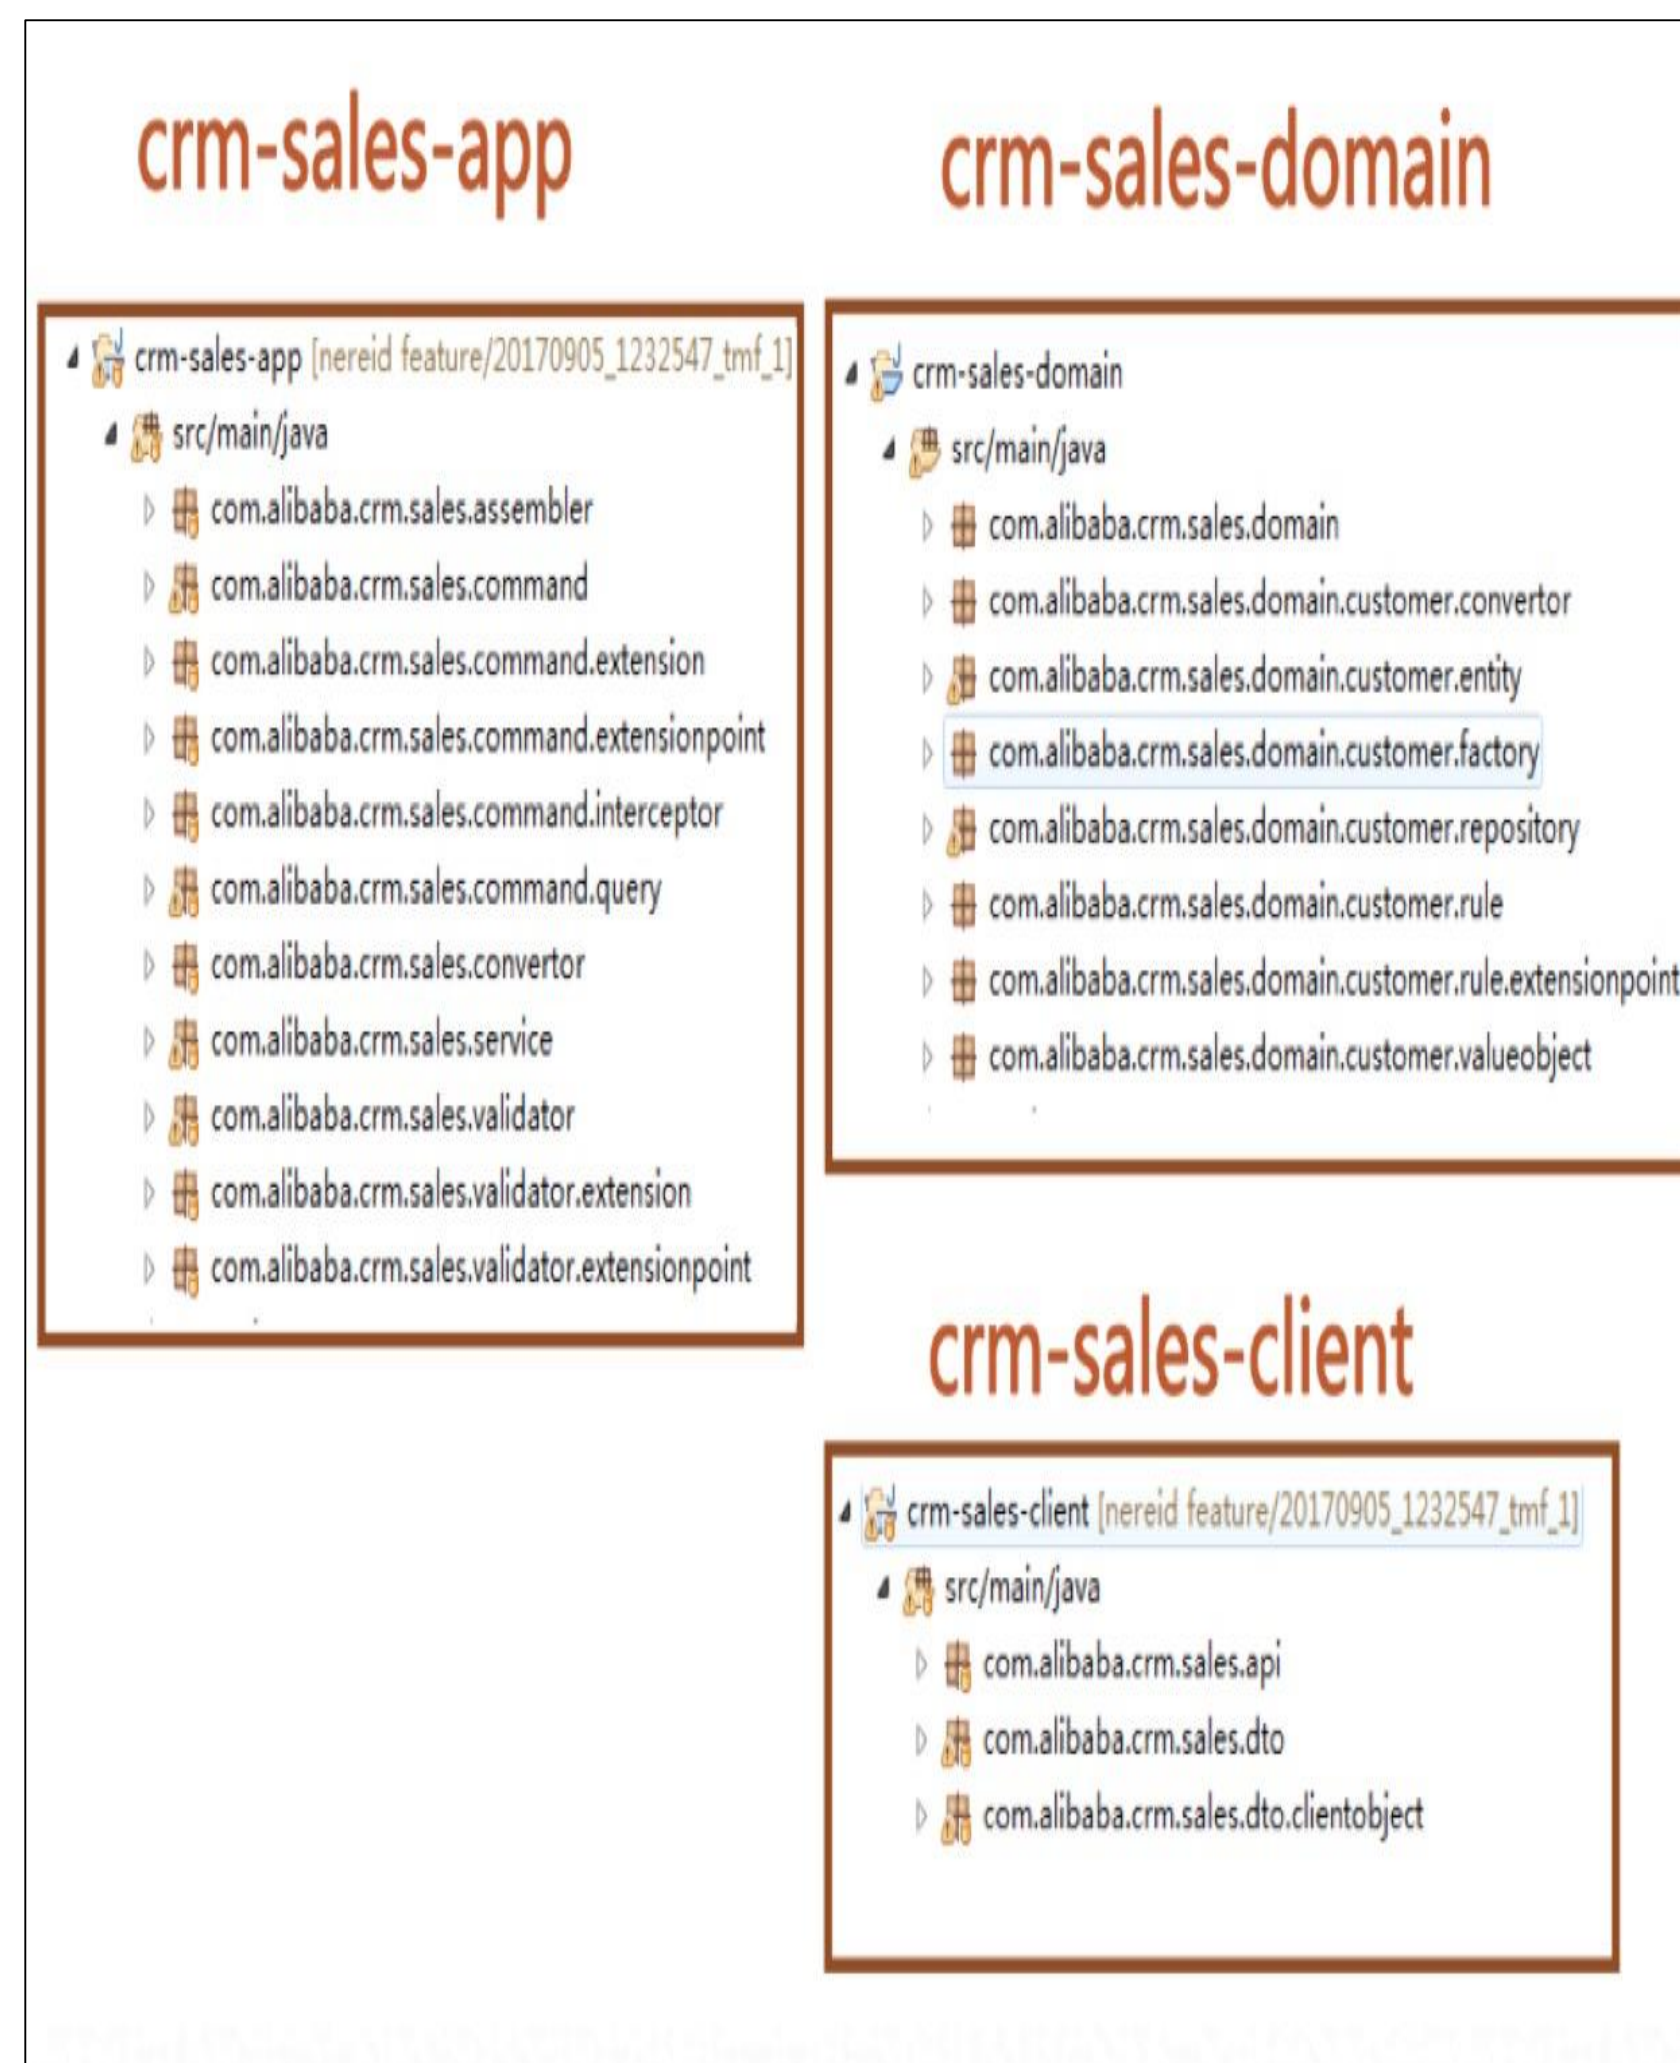 crm-sales-app
crm-sales-app [nereid feature/20170905_1232547_tmf_1]
src/main/java
com.alibaba.crm.sales.assembler
com.alibaba.crm.sales.command
com.alibaba.crm.sales.command.extension
com.alibaba.crm.sales.command.extensionpoint
com.alibaba.crm.sales.command.interceptor
com.alibaba.crm.sales.command.query
com.alibaba.crm.sales.convertor
com.alibaba.crm.sales.service
com.alibaba.crm.sales.validator
com.alibaba.crm.sales.validator.extension
com.alibaba.crm.sales.validator.extensionpoint
crm-sales-domain
crm-sales-domain
src/main/java
com.alibaba.crm.sales.domain
com.alibaba.crm.sales.domain.customer.convertor
com.alibaba.crm.sales.domain.customer.entity
com.alibaba.crm.sales.domain.customer.factory
com.alibaba.crm.sales.domain.customer.repository
com.alibaba.crm.sales.domain.customer.rule
com.alibaba.crm.sales.domain.customer.rule.extensionpoint
com.alibaba.crm.sales.domain.customer.valueobject
crm-sales-client
crm-sales-client [nereid feature/20170905_1232547_tmf_1]
src/main/java
com.alibaba.crm.sales.api
com.alibaba.crm.sales.dto
com.alibaba.crm.sales.dto.clientobject